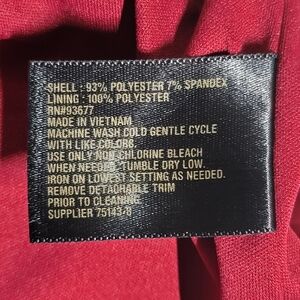 SHELL : 93% POLYESTER 7% SPANDEX
LINING : 100% POLYESTER
RN#93677
MADE IN VIETNAM
MACHINE WASH COLD GENTLE CYCLE
WITH LIKE COLORS.
USE ONLY NON-CHLORINE BLEACH
WHEN NEEDED. TUMBLE DRY LOW.
IRON ON LOWEST SETTING AS NEEDED.
REMOVE DETACHABLE TRIM
PRIOR TO CLEANING.
SUPPLIER 75143-8